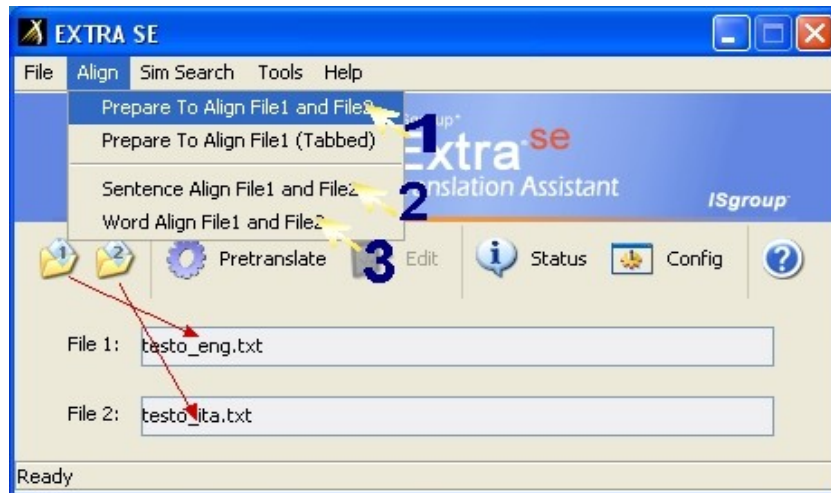 EXTRA SE
File Align Sim Search Tools Help
Prepare To Align File1 and File2
1
Prepare To Align File1 (Tabbed)
Extra se
Sentence Align File1 and File2
2
Translation Assistant
ISgroup
Word Align File1 and File2
3
1 2 Pretranslate Edit Status Config ?
File 1: testo_eng.txt
File 2: testo_ita.txt
Ready